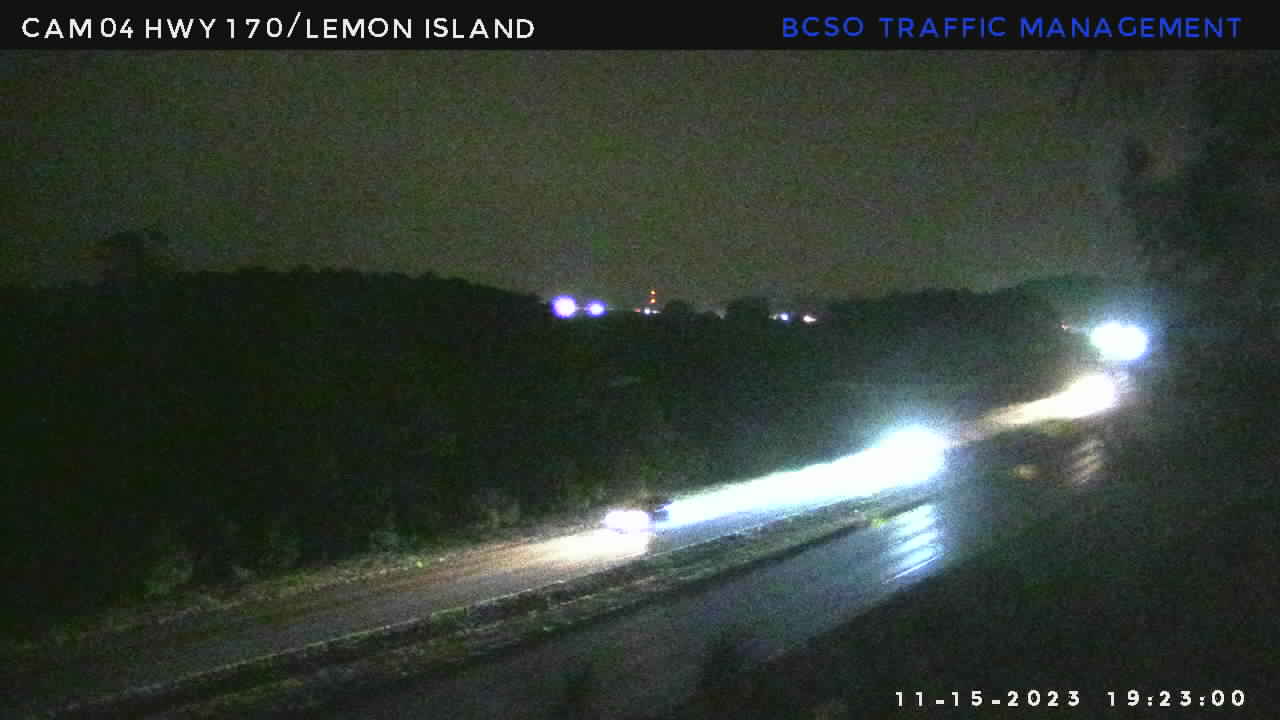 CAM04 HWY 170/LEMON ISLAND
BCSO TRAFFIC MANAGEMENT
11-15-2023 19:23:00